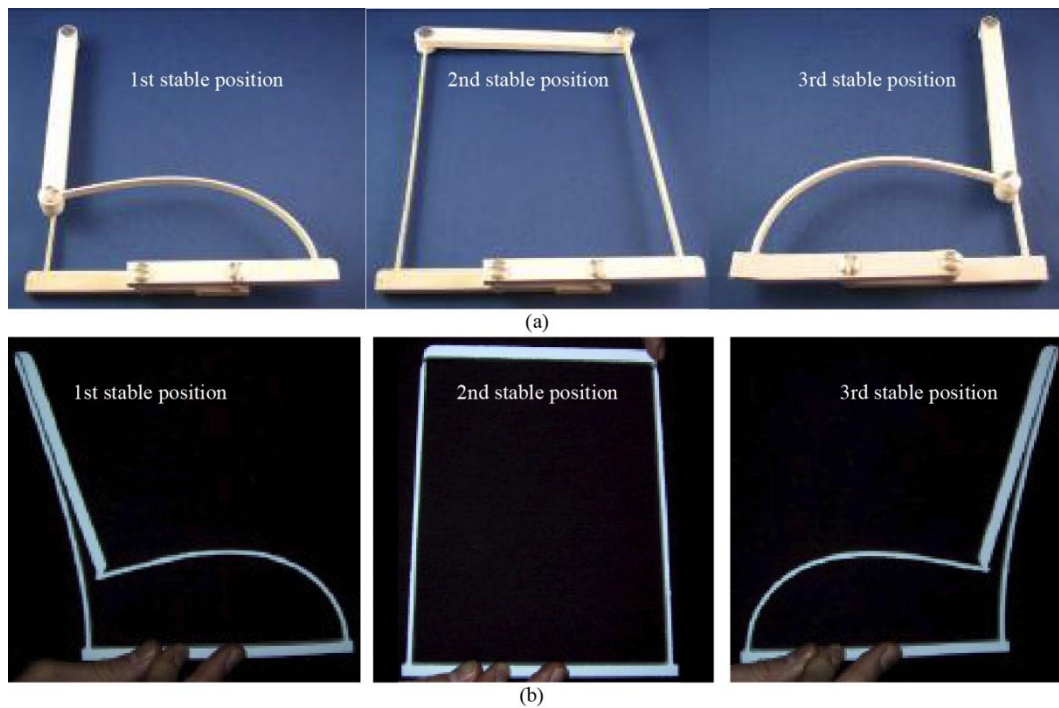 1st stable position
2nd stable position
3rd stable position
(a)
1st stable position
2nd stable position
3rd stable position
(b)